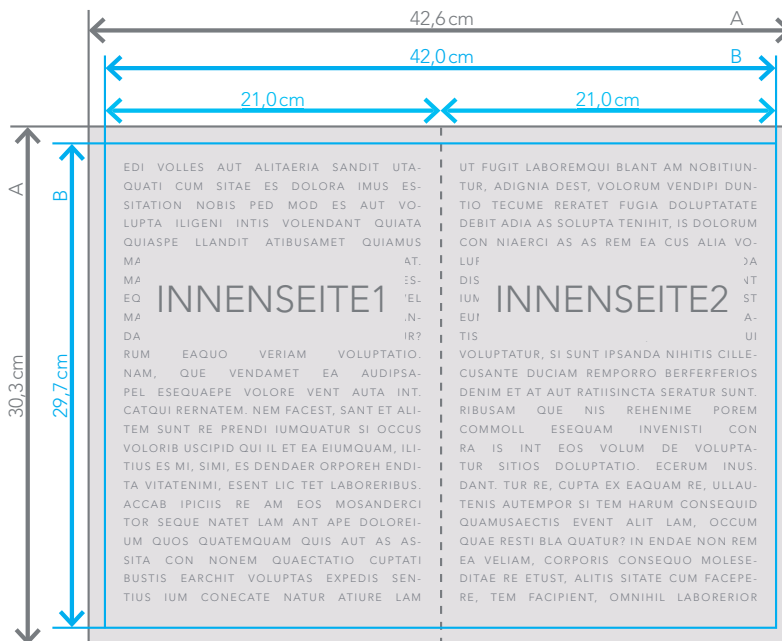 42,6 cm
A
42,0 cm
B
21,0 cm
21,0 cm
A
B
30,3 cm
29,7 cm
EDI VOLLES AUT ALITAERIA SANDIT UTA-
QUATI CUM SITAE ES DOLORA IMUS ES-
SITATION NOBIS PED MOD ES AUT VO-
LUPTA ILIGENI INTIS VOLENDANT QUIATA
QUIASPE LLANDIT ATIBUSAMET QUIAMUS
INNENSEITE1
RUM EAQUO VERIAM VOLUPTATIO.
NAM, QUE VENDAMET EA AUDIPSA-
PEL ESEQUAEPE VOLORE VENT AUTA INT.
CATQUI RERNATEM. NEM FACEST, SANT ET ALI-
TEM SUNT RE PRENDI IUMQUATUR SI OCCUS
VOLORIB USCIPID QUI IL ET EA EIUMQUAM, ILI-
TIUS ES MI, SIMI, ES DENDAER ORPOREH ENDI-
TA VITATENIMI, ESENT LIC TET LABORERIBUS.
ACCAB IPICIIS RE AM EOS MOSANDERCI
TOR SEQUE NATET LAM ANT APE DOLOREI-
UM QUOS QUATEMQUAM QUIS AUT AS AS-
SITA CON NONEM QUAECTATIO CUPTATI
BUSTIS EARCHIT VOLUPTAS EXPEDIS SEN-
TIUS IUM CONECATE NATUR ATIURE LAM
UT FUGIT LABOREMQUI BLANT AM NOBITIUN-
TUR, ADIGNIA DEST, VOLORUM VENDIPI DUN-
TIO TECUME RERATET FUGIA DOLUPTATATE
DEBIT ADIA AS SOLUPTA TENIHIT, IS DOLORUM
CON NIAERCI AS AS REM EA CUS ALIA VO-
INNENSEITE2
VOLUPTATUR, SI SUNT IPSANDA NIHITIS CILLE-
CUSANTE DUCIAM REMPORRO BERFERFERIOS
DENIM ET AT AUT RATIISINCTA SERATUR SUNT.
RIBUSAM QUE NIS REHENIME POREM
COMMOLL ESEQUAM INVENISTI CON
RA IS INT EOS VOLUM DE VOLUPTA-
TUR SITIOS DOLUPTATIO. ECERUM INUS.
DANT. TUR RE, CUPTA EX EAQUAM RE, ULLAU-
TENIS AUTEMPOR SI TEM HARUM CONSEQUID
QUAMUSAECTIS EVENT ALIT LAM, OCCUM
QUAE RESTI BLA QUATUR? IN ENDAE NON REM
EA VELIAM, CORPORIS CONSEQUO MOLESE-
DITAE RE ETUST, ALITIS SITATE CUM FACEPE-
RE, TEM FACIPIENT, OMNIHIL LABORERIOR